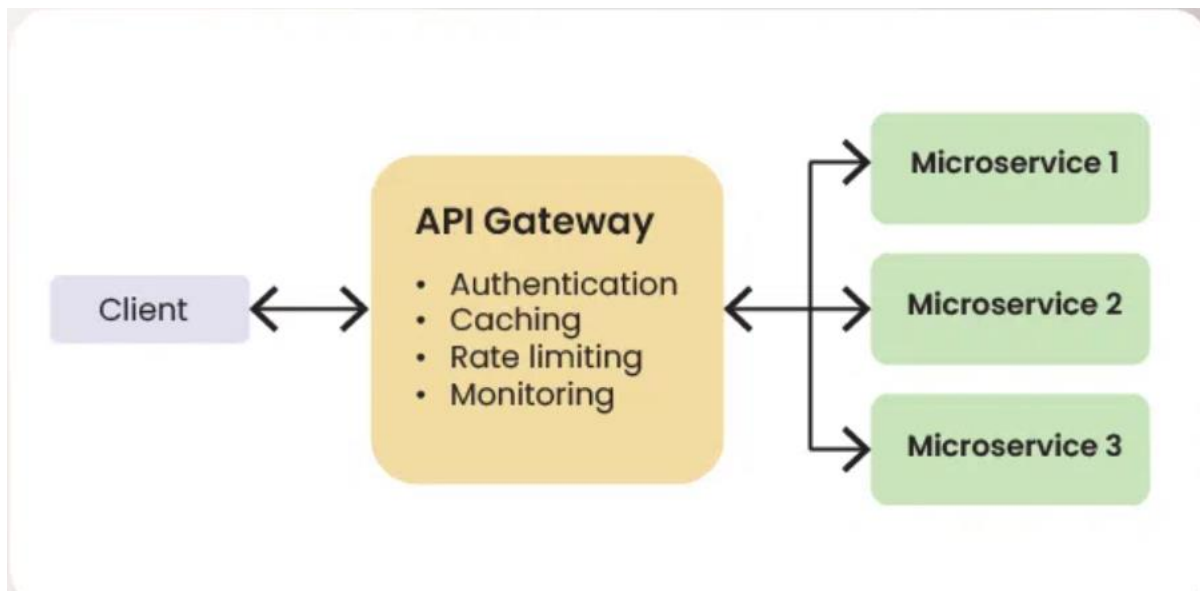 Client
API Gateway
• Authentication
• Caching
• Rate limiting
• Monitoring
Microservice 1
Microservice 2
Microservice 3